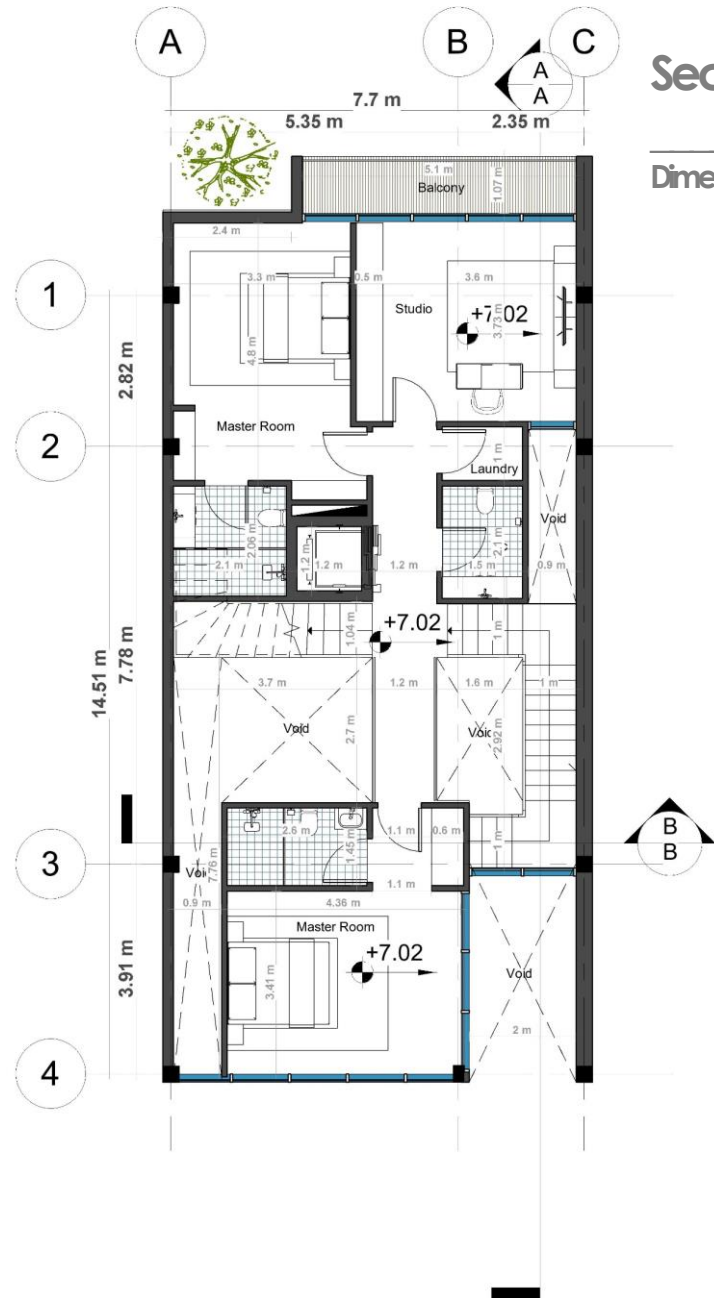 A
B
C
A
A
Sec
7.7 m
5.35 m
2.35 m
Dime
5.1 m
Balcony
1.07 m
2.4 m
1
3.3 m
0.5 m
3.6 m
Studio
+7.02
3.73 m
4.8 m
2.82 m
Master Room
2
1 m
Laundry
Void
2.06 m
2.1 m
1.2 m
1.2 m
1.2 m
2.1 m
1.5 m
0.9 m
+7.02
1.04 m
1 m
7.78 m
14.51 m
3.7 m
1.2 m
1.6 m
1 m
Void
2.7 m
Void
2.92 m
B
B
2.6 m
1.45 m
1.1 m
0.6 m
1 m
3
Void
7.76 m
1.1 m
0.9 m
4.36 m
Master Room
+7.02
3.91 m
3.41 m
Void
2 m
4